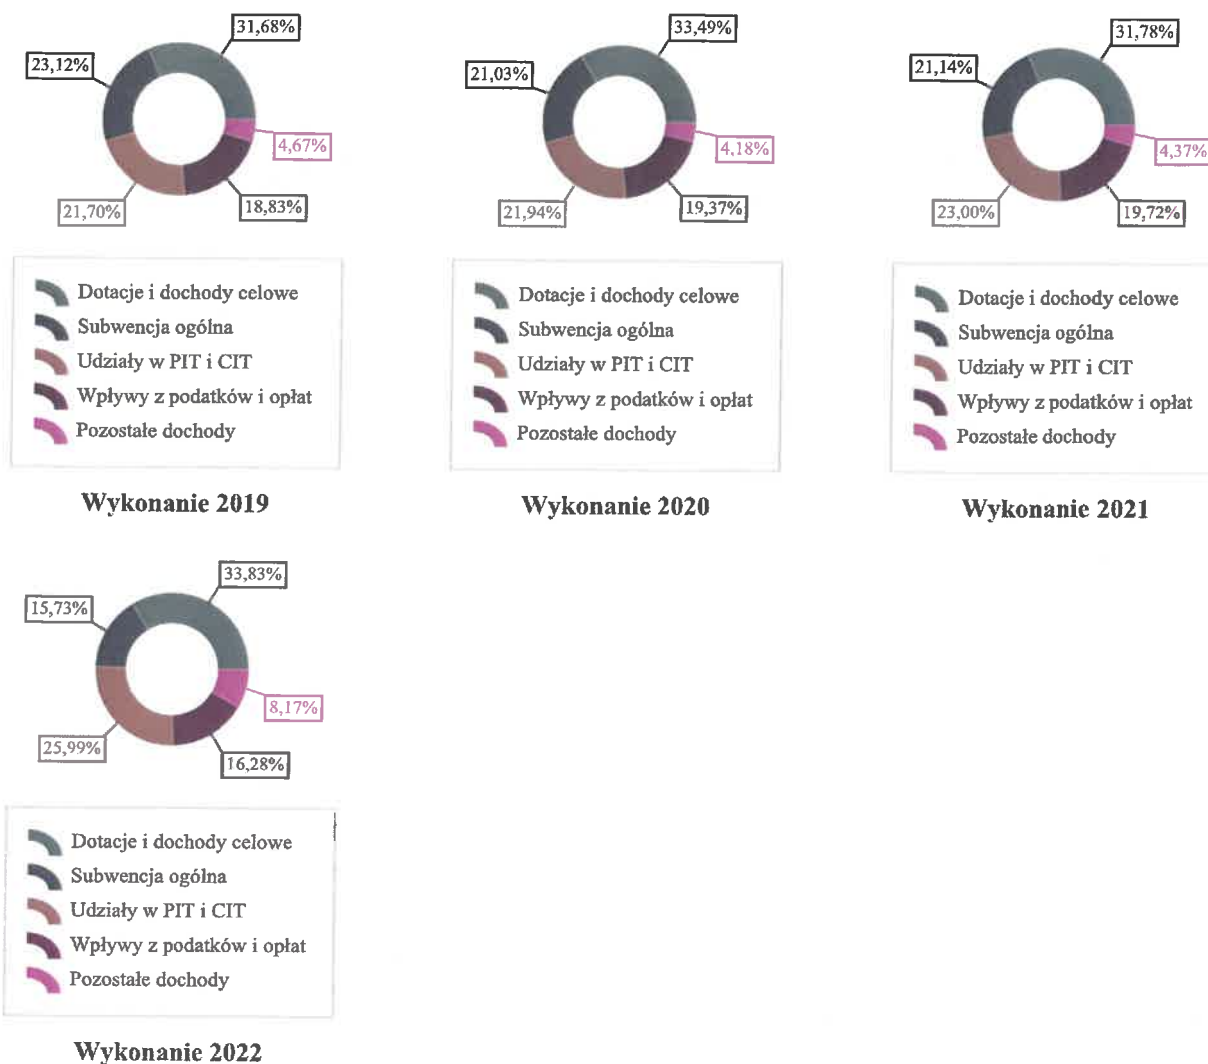 31,68%
23,12%
4,67%
21,70%
18,83%
Dotacje i dochody celowe
Subwencja ogólna
Udziały w PIT i CIT
Wpływy z podatków i opłat
Pozostałe dochody
Wykonanie 2019
33,49%
21,03%
4,18%
21,94%
19,37%
Dotacje i dochody celowe
Subwencja ogólna
Udziały w PIT i CIT
Wpływy z podatków i opłat
Pozostałe dochody
Wykonanie 2020
31,78%
21,14%
4,37%
23,00%
19,72%
Dotacje i dochody celowe
Subwencja ogólna
Udziały w PIT i CIT
Wpływy z podatków i opłat
Pozostałe dochody
Wykonanie 2021
33,83%
15,73%
8,17%
25,99%
16,28%
Dotacje i dochody celowe
Subwencja ogólna
Udziały w PIT i CIT
Wpływy z podatków i opłat
Pozostałe dochody
Wykonanie 2022